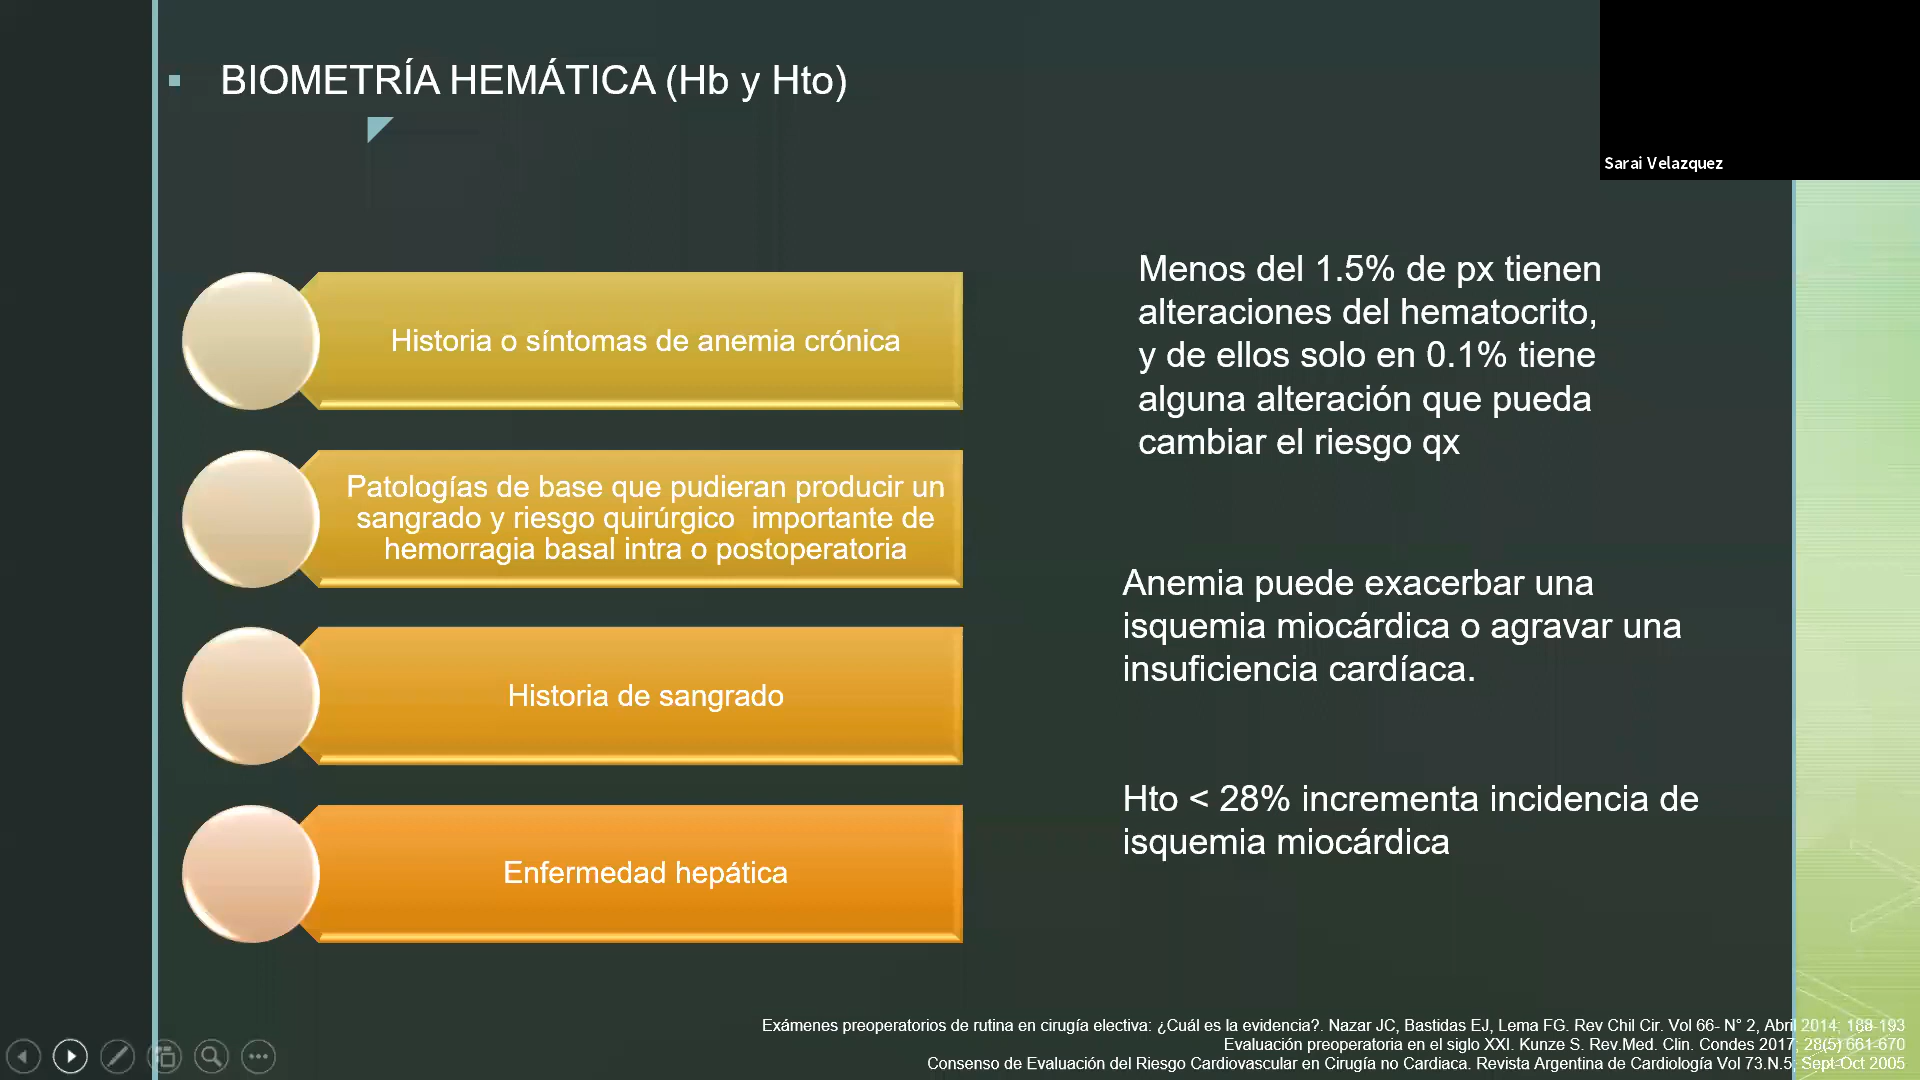 BIOMETRÍA HEMÁTICA (Hb y Hto)
Sarai Velazquez
Historia o síntomas de anemia crónica
Patologías de base que pudieran producir un
sangrado y riesgo quirúrgico  importante de
hemorragia basal intra o postoperatoria
Historia de sangrado
Enfermedad hepática
Menos del 1.5% de px tienen
alteraciones del hematocrito,
y de ellos solo en 0.1% tiene
alguna alteración que pueda
cambiar el riesgo qx
Anemia puede exacerbar una
isquemia miocárdica o agravar una
insuficiencia cardíaca.
Hto < 28% incrementa incidencia de
isquemia miocárdica
Exámenes preoperatorios de rutina en cirugía electiva: ¿Cuál es la evidencia?. Nazar JC, Bastidas EJ, Lema FG. Rev Chil Cir. Vol 66- N° 2, Abril 2014; 188-193
Evaluación preoperatoria en el siglo XXI. Kunze S. Rev.Med. Clin. Condes 2017; 28(5) 661-670
Consenso de Evaluación del Riesgo Cardiovascular en Cirugía no Cardiaca. Revista Argentina de Cardiología Vol 73.N.5; Sept-Oct 2005